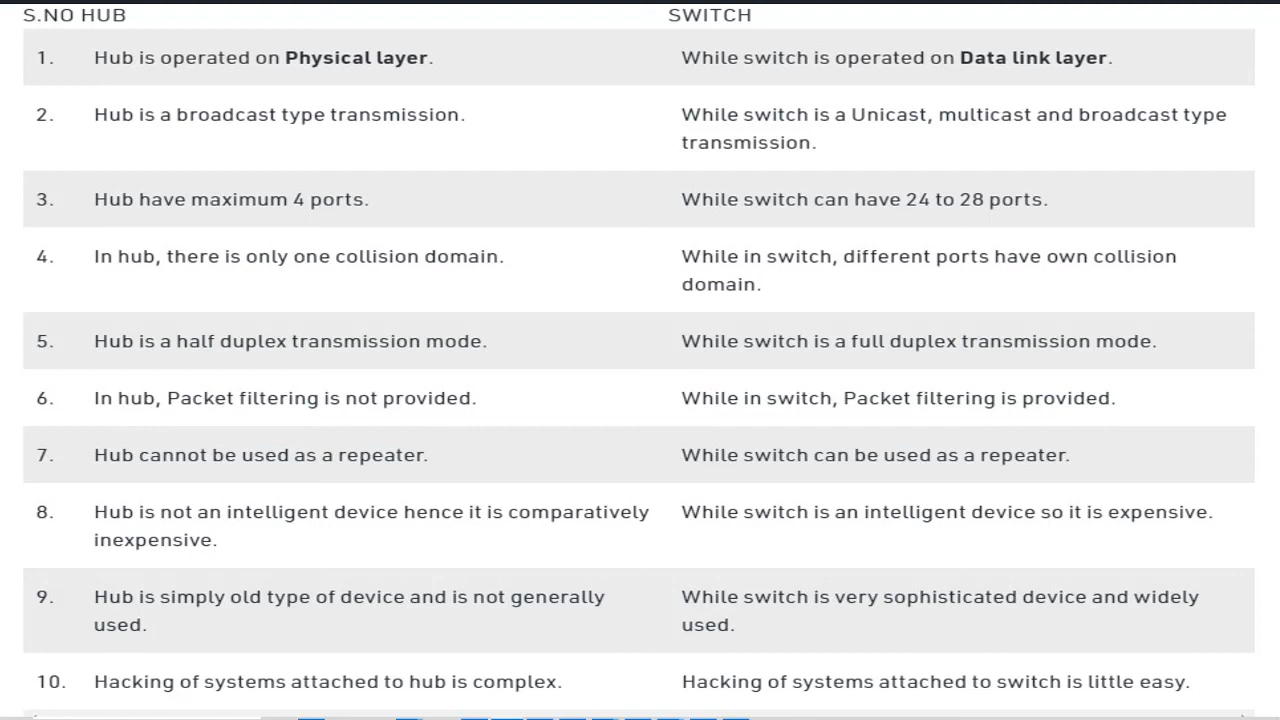 S.NO HUB SWITCH
1. Hub is operated on Physical layer. While switch is operated on Data link layer.
2. Hub is a broadcast type transmission. While switch is a Unicast, multicast and broadcast type
transmission.
3. Hub have maximum 4 ports. While switch can have 24 to 28 ports.
4. In hub, there is only one collision domain. While in switch, different ports have own collision
domain.
5. Hub is a half duplex transmission mode. While switch is a full duplex transmission mode.
6. In hub, Packet filtering is not provided. While in switch, Packet filtering is provided.
7. Hub cannot be used as a repeater. While switch can be used as a repeater.
8. Hub is not an intelligent device hence it is comparatively While switch is an intelligent device so it is expensive.
inexpensive.
9. Hub is simply old type of device and is not generally While switch is very sophisticated device and widely
used. used.
10. Hacking of systems attached to hub is complex. Hacking of systems attached to switch is little easy.